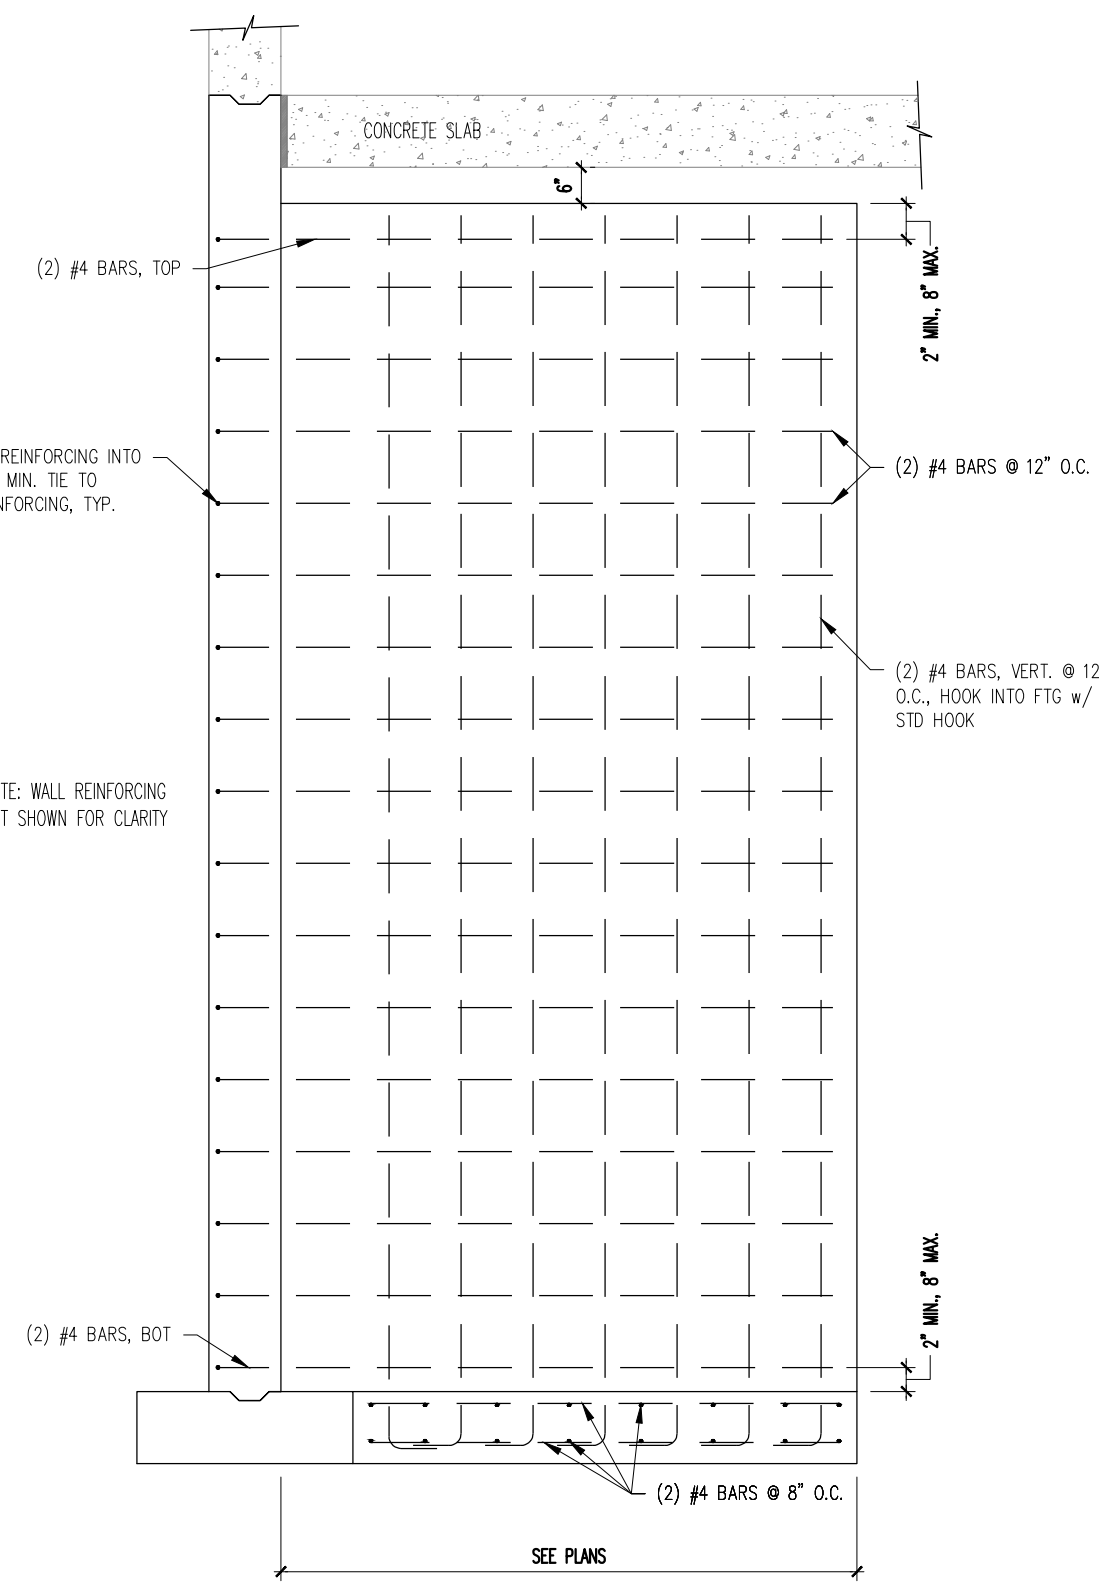 CONCRETE SLAB
6"
(2) #4 BARS, TOP
2" MIN., 8" MAX.
REINFORCING INTO
MIN. TIE TO
NFORCING, TYP.
(2) #4 BARS @ 12" O.C.
(2) #4 BARS, VERT. @ 12
O.C., HOOK INTO FTG w/
STD HOOK
TE: WALL REINFORCING
T SHOWN FOR CLARITY
2" MIN., 8" MAX.
(2) #4 BARS, BOT
(2) #4 BARS @ 8" O.C.
SEE PLANS